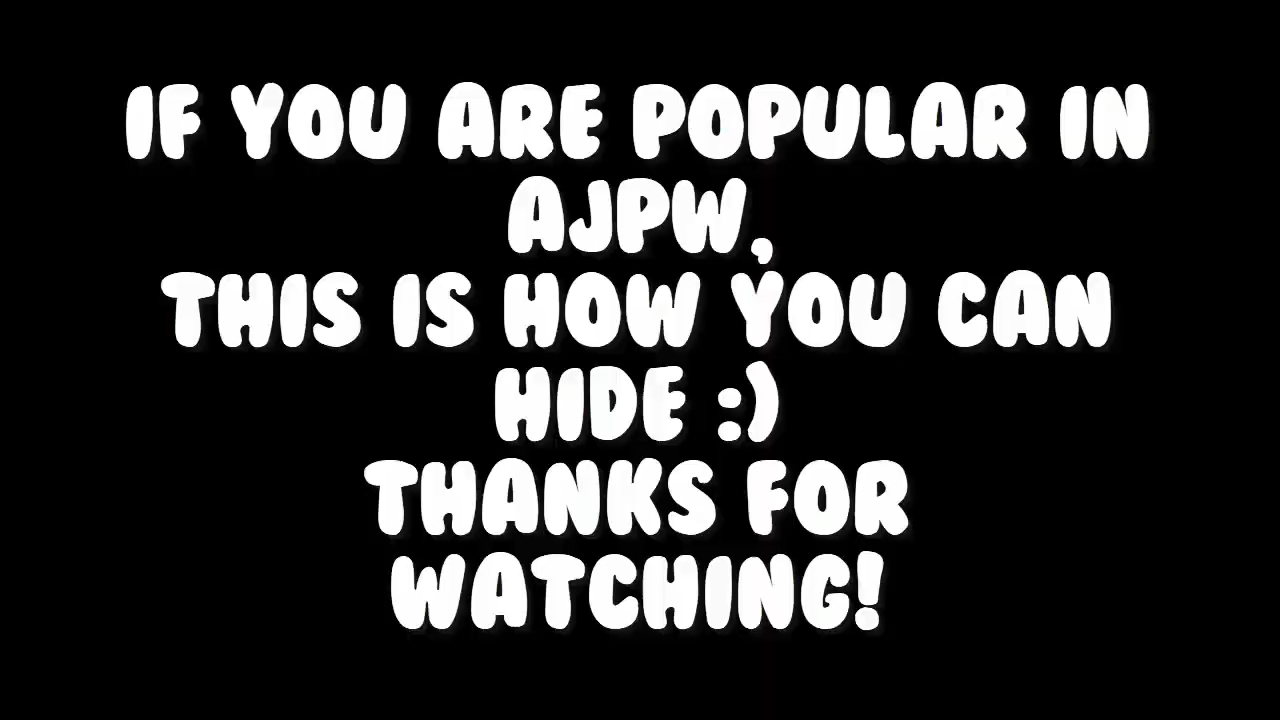 IF YOU ARE POPULAR IN
AJPW,
THIS IS HOW YOU CAN
HIDE :)
THANKS FOR
WATCHING!